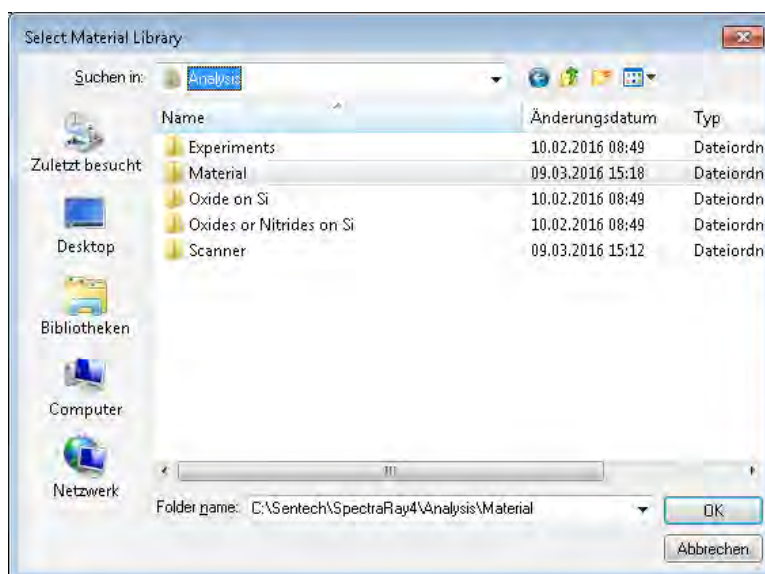 Select Material Library
Suchen in: Analysis
Name Änderungsdatum Typ
Experiments 10.02.2016 08:49 Dateiordn
Material 09.03.2016 15:18 Dateiordn
Oxide on Si 10.02.2016 08:49 Dateiordn
Oxides or Nitrides on Si 10.02.2016 08:49 Dateiordn
Scanner 09.03.2016 15:12 Dateiordn
Zuletzt besucht
Desktop
Bibliotheken
Computer
Netzwerk
Folder name: C:\Sentech\SpectraRay4\Analysis\Material
OK
Abbrechen